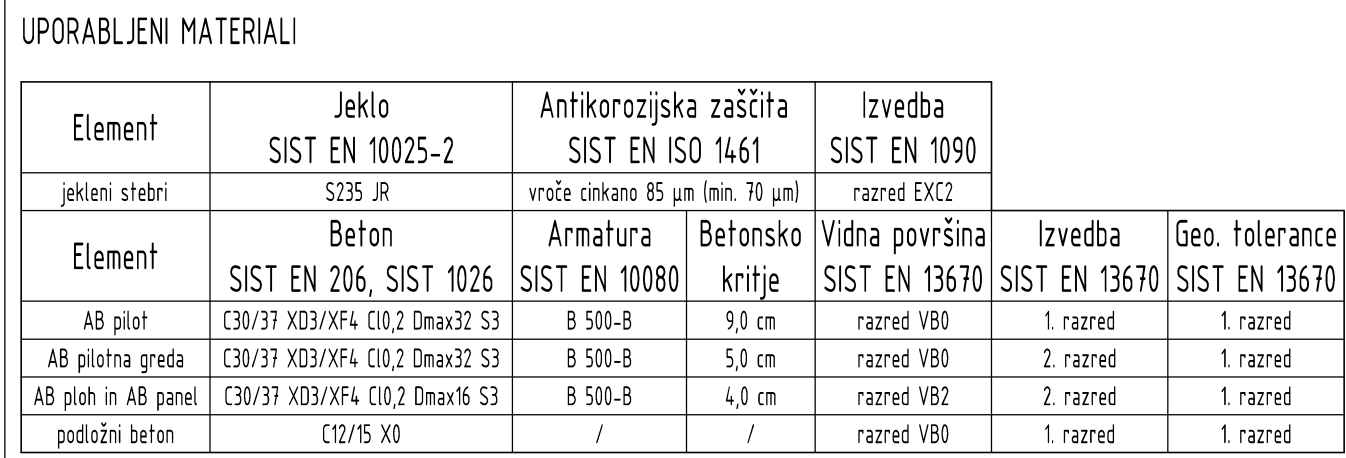 UPORABLJENI MATERIALI
Element
Jeklo
SIST EN 10025-2
Antikorozijska zaščita
SIST EN ISO 1461
Izvedba
SIST EN 1090
jekleni stebri
S235 JR
vroče cinkano 85 µm (min. 70 µm)
razred EXC2
Element
Beton
SIST EN 206, SIST 1026
Armatura
SIST EN 10080
Betonsko
kritje
Vidna površina
SIST EN 13670
Izvedba
SIST EN 13670
Geo. tolerance
SIST EN 13670
AB pilot
C30/37 XD3/XF4 Cl0,2 Dmax32 S3
B 500-B
9,0 cm
razred VB0
1. razred
1. razred
AB pilotna greda
C30/37 XD3/XF4 Cl0,2 Dmax32 S3
B 500-B
5,0 cm
razred VB0
2. razred
1. razred
AB ploh in AB panel
C30/37 XD3/XF4 Cl0,2 Dmax16 S3
B 500-B
4,0 cm
razred VB2
2. razred
1. razred
podložni beton
C12/15 X0
/
/
razred VB0
1. razred
1. razred